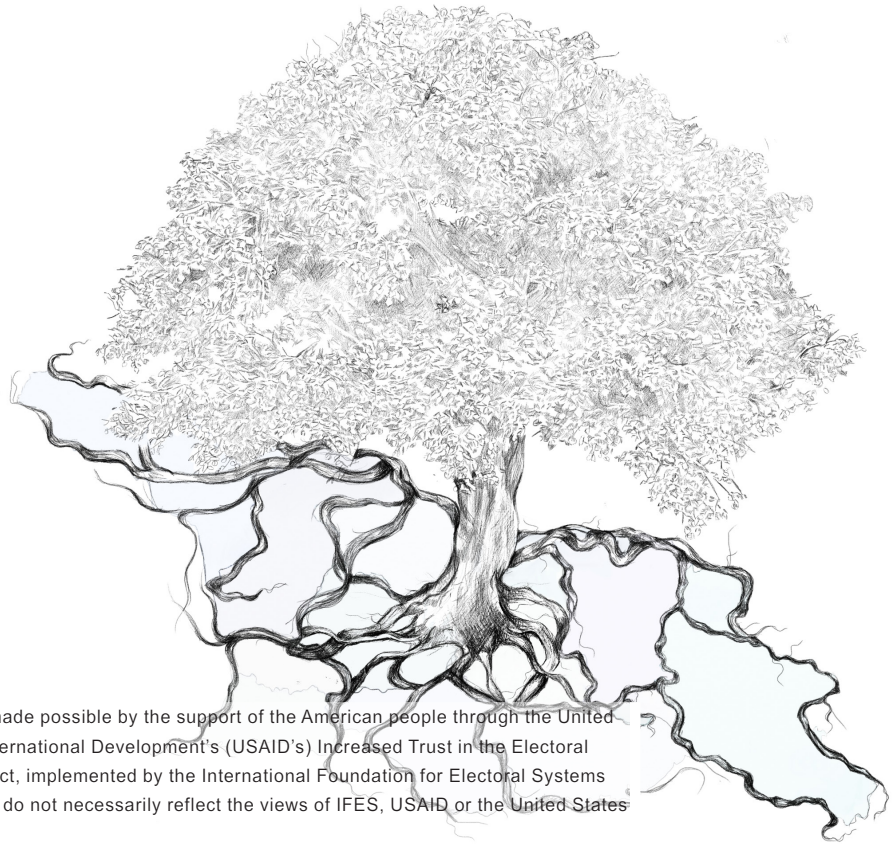 nade possible by the support of the American people through the United
ernational Development's (USAID's) Increased Trust in the Electoral
ct, implemented by the International Foundation for Electoral Systems
do not necessarily reflect the views of IFES, USAID or the United States